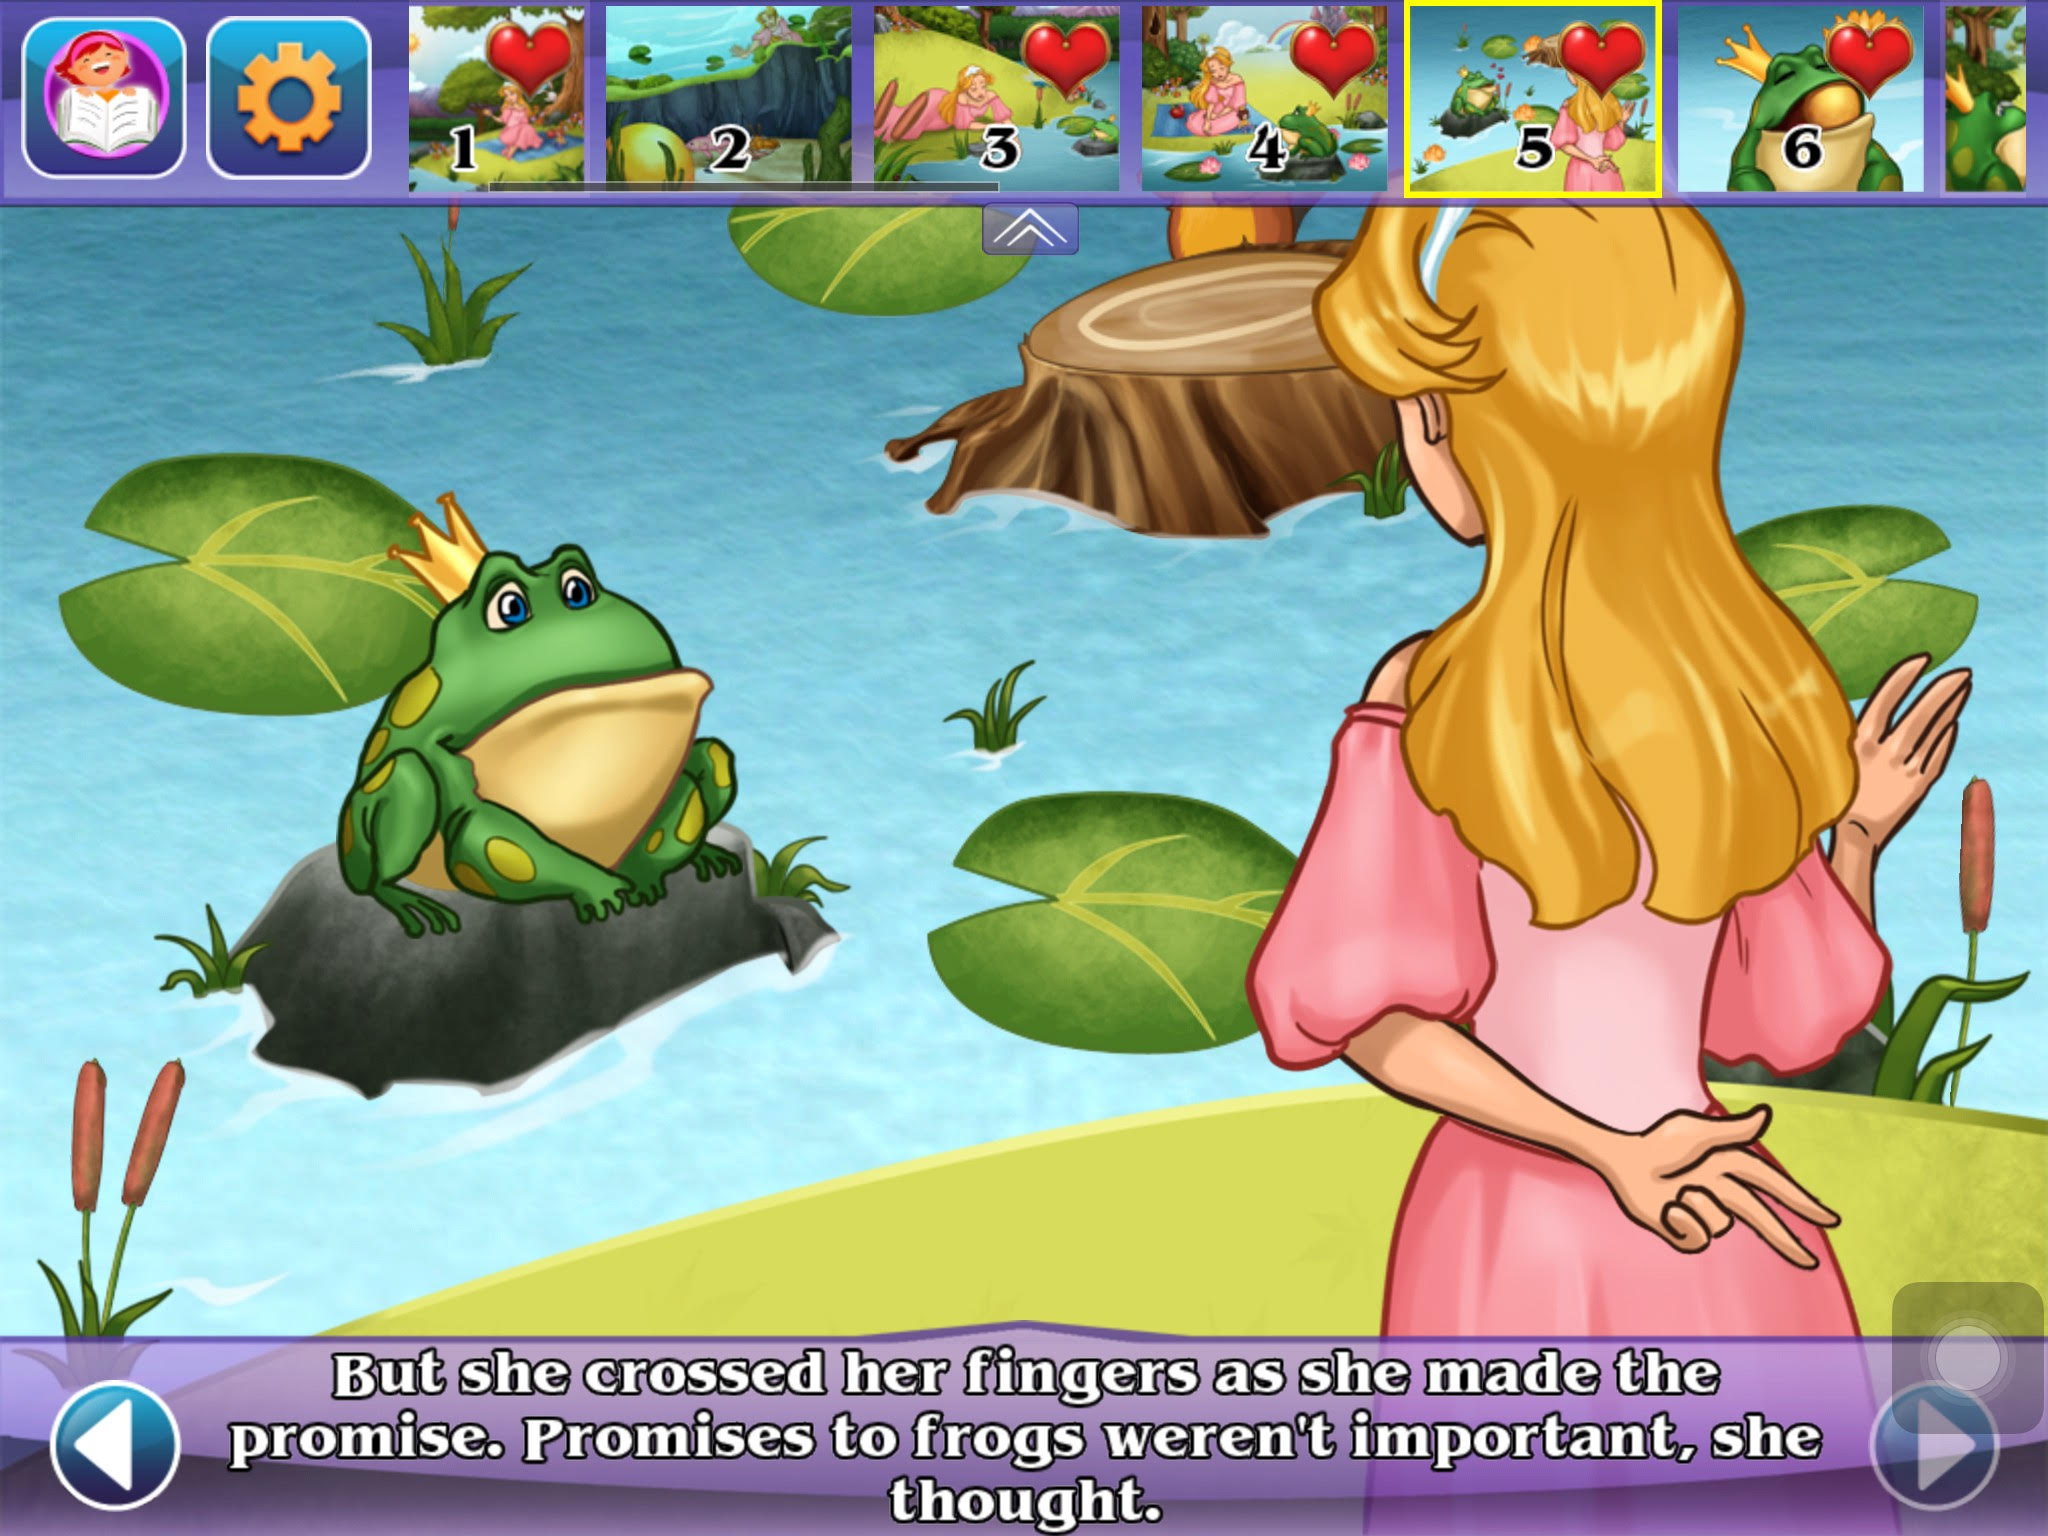 1 2 3 4 5 6
But she crossed her fingers as she made the
promise. Promises to frogs weren't important, she
thought.